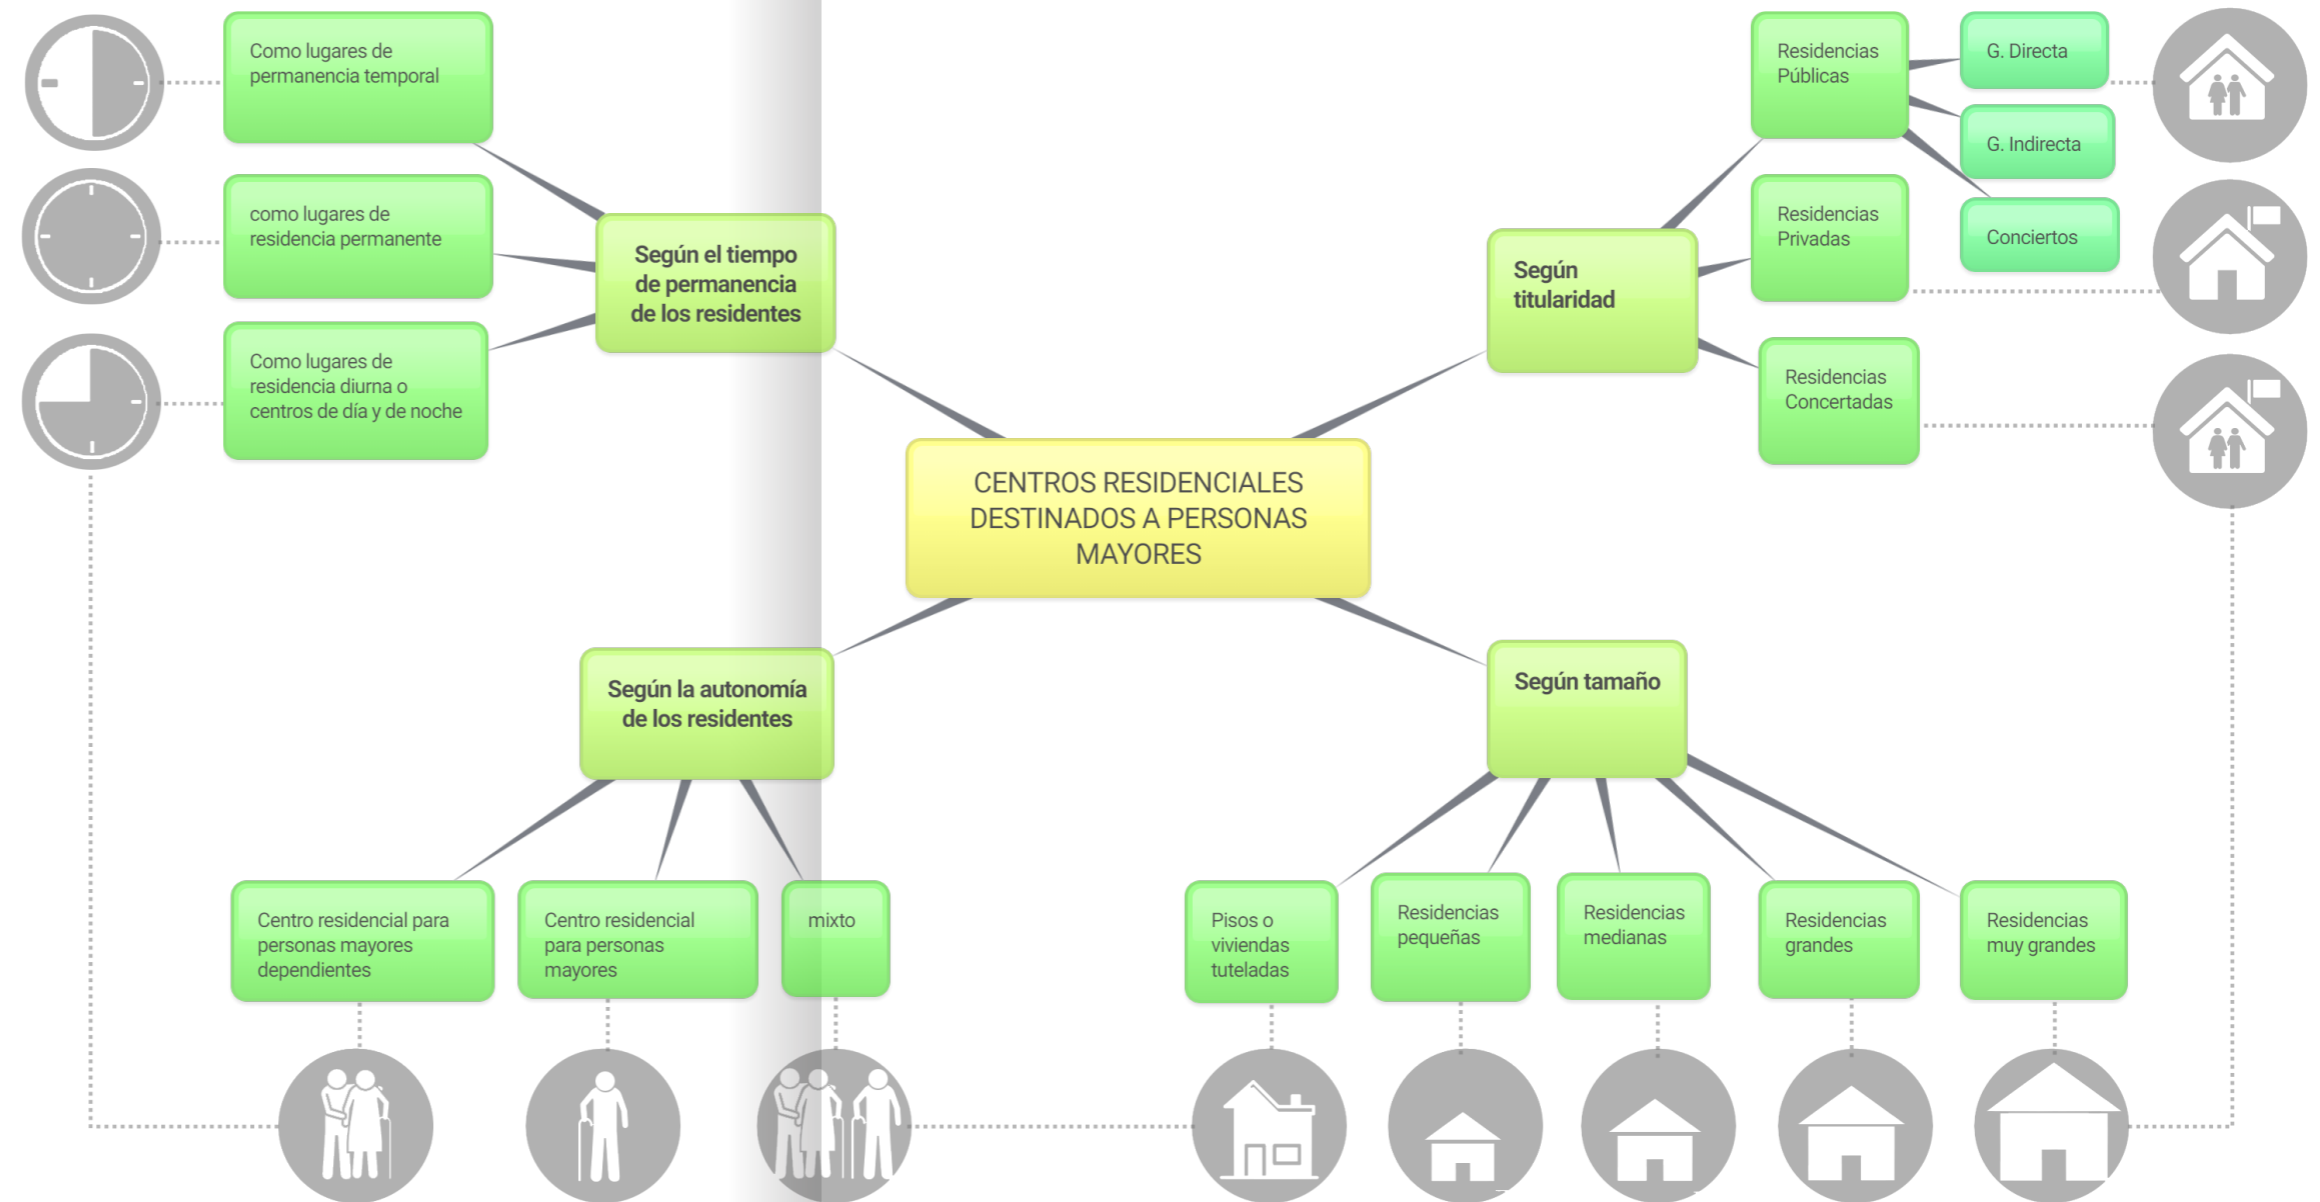 Como lugares de
permanencia temporal
como lugares de
residencia permanente
Como lugares de
residencia diurna o
centros de día y de noche
Según el tiempo
de permanencia
de los residentes
Según
titularidad
Residencias
Públicas
G. Directa
G. Indirecta
Conciertos
Residencias
Privadas
Residencias
Concertadas
CENTROS RESIDENCIALES
DESTINADOS A PERSONAS
MAYORES
Según la autonomía
de los residentes
Centro residencial para
personas mayores
dependientes
Centro residencial
para personas
mayores
mixto
Según tamaño
Pisos o
viviendas
tuteladas
Residencias
pequeñas
Residencias
medianas
Residencias
grandes
Residencias
muy grandes